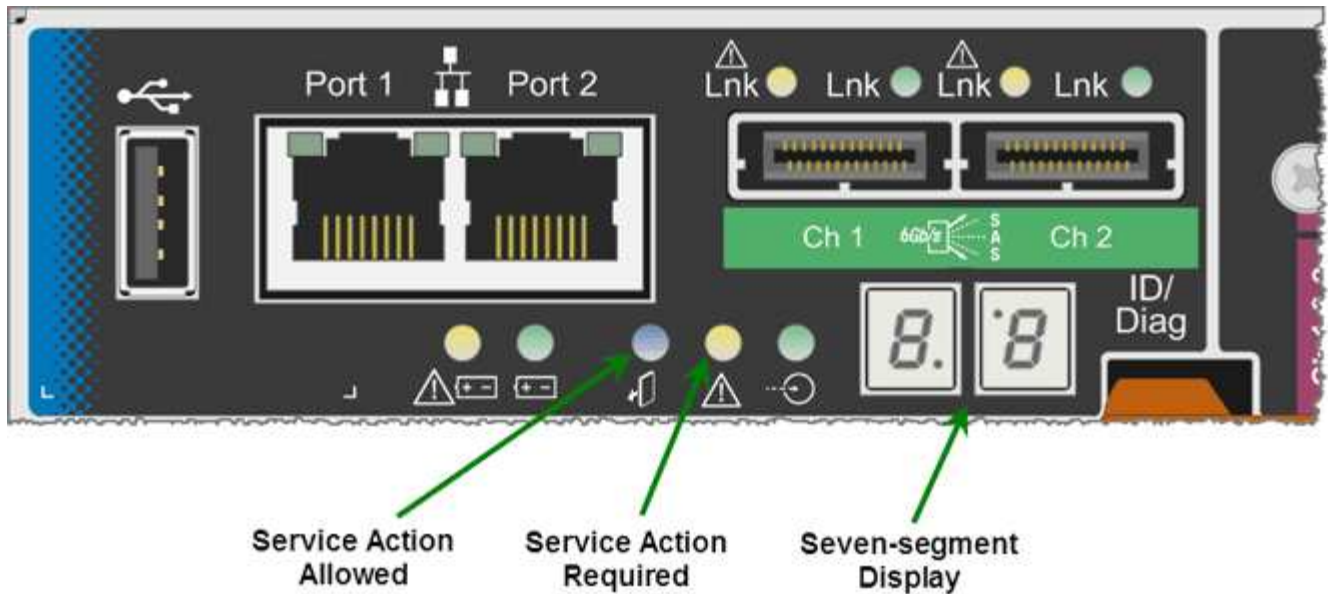 Port 1 Port 2
Lnk Lnk Lnk Lnk
Ch 1 6Gb/s SAS Ch 2
ID/
Diag
8. 8
Service Action
Allowed
Service Action
Required
Seven-segment
Display